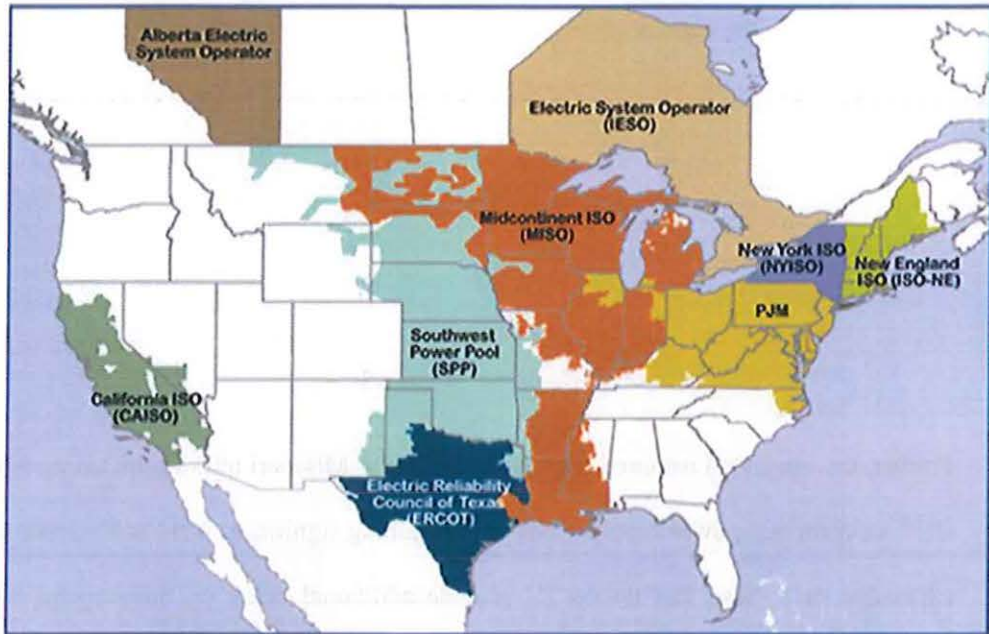 Alberta Electric
System Operator
Electric System Operator
(IESO)
Midcontinent ISO
(MISO)
New York ISO
(NYISO)
New England
ISO (ISO-NE)
PJM
Southwest
Power Pool
(SPP)
California ISO
(CAISO)
Electric Reliability
Council of Texas
(ERCOT)